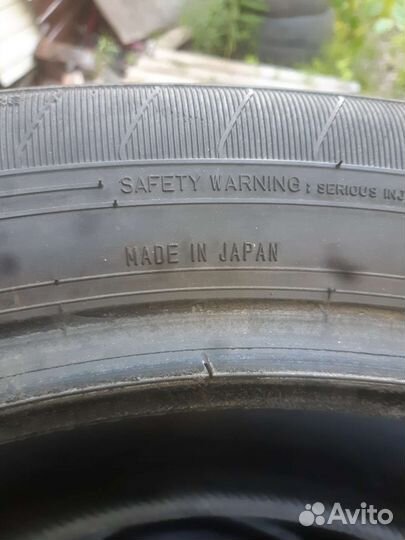 SAFETY WARNING: SERIOUS INJ
MADE IN JAPAN
Avito